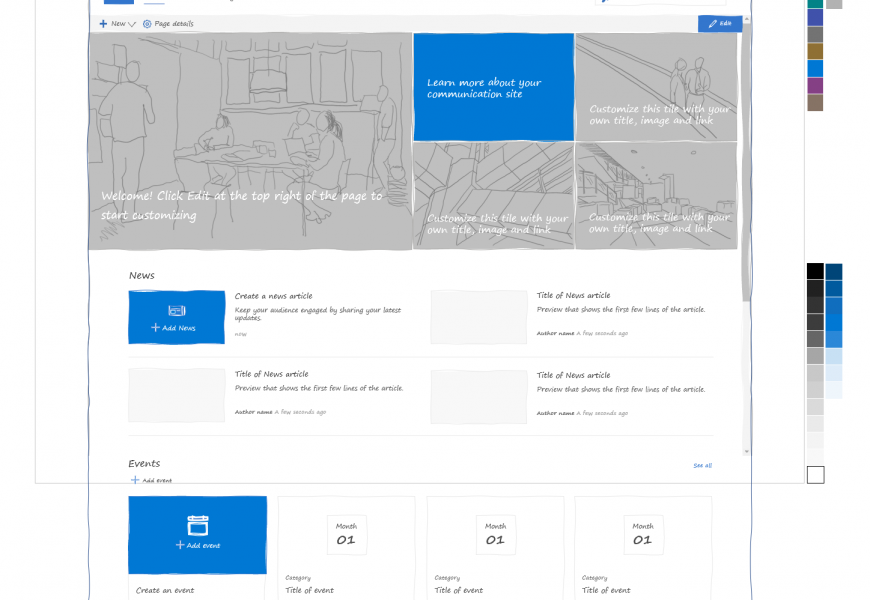 New
Page details
Edit
Learn more about your
communication site
Customize this tile with your
own title, image and link
Welcome! Click Edit at the top right of the page to
start customizing
Customize this tile with your
own title, image and link
Customize this tile with your
own title, image and link
News
Create a news article
Keep your audience engaged by sharing your latest
updates.
now
Add News
Title of News article
Preview that shows the first few lines of the article.
Author name A few seconds ago
Title of News article
Preview that shows the first few lines of the article.
Author name A few seconds ago
Title of News article
Preview that shows the first few lines of the article.
Author name A few seconds ago
Events
See all
Add event
Add event
Create an event
Month
01
Category
Title of event
Month
01
Category
Title of event
Month
01
Category
Title of event